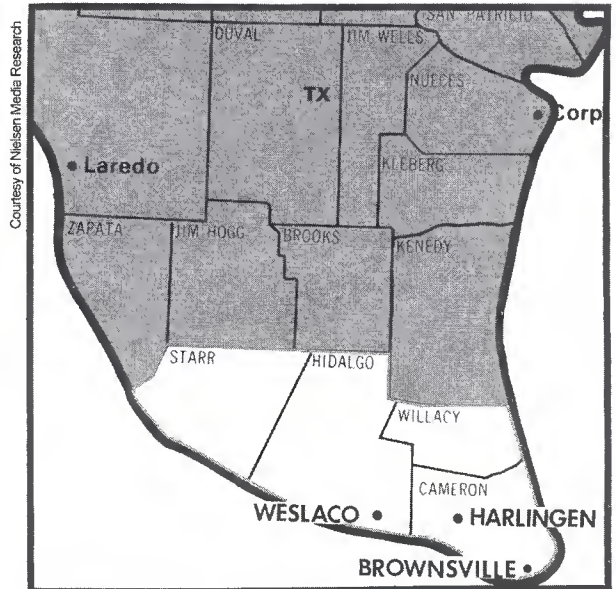 Courtesy of Nielsen Media Research
SAN PATRICIO
DUVAL
JIM WELLS
TX
NUECES
Corp
Laredo
KLEBERG
ZAPATA
JIM HOGG
BROOKS
KENEDY
STARR
HIDALGO
WILLACY
CAMERON
WESLACO
HARLINGEN
BROWNSVILLE